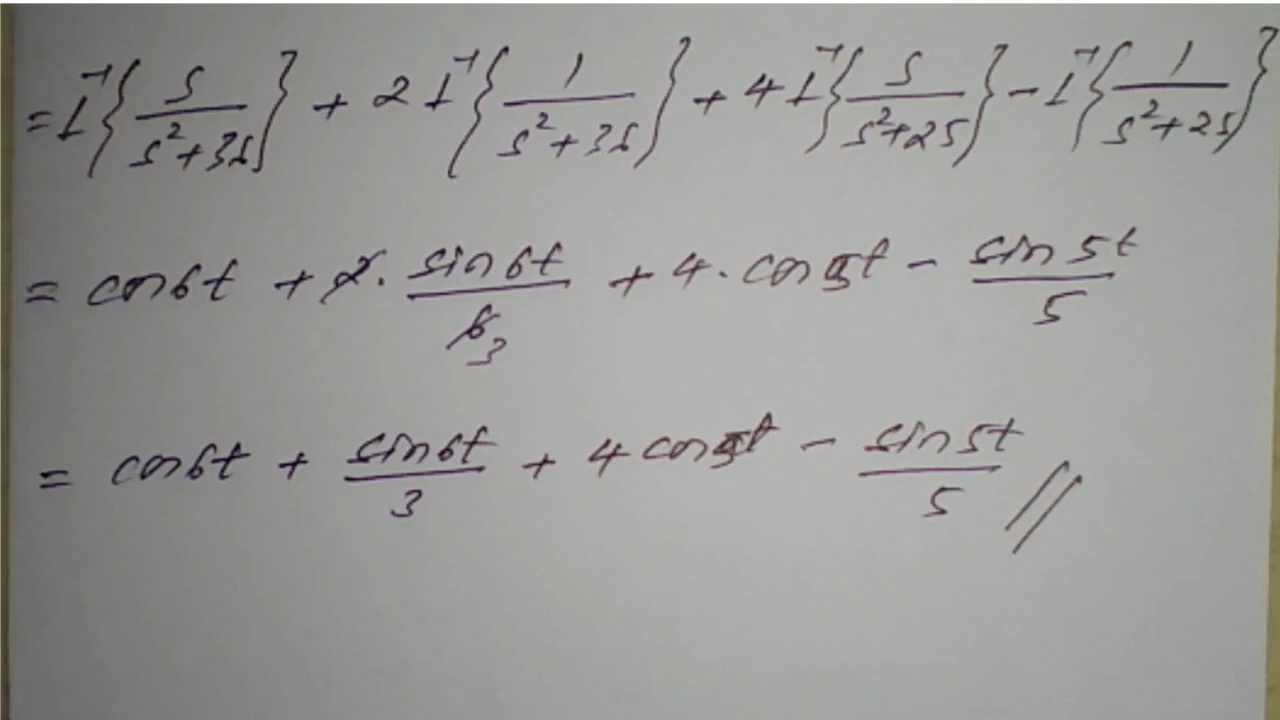 = L⁻¹{s/(s²+36)} + 2 L⁻¹{1/(s²+36)} + 4 L⁻¹{s/(s²+25)} - L⁻¹{1/(s²+25)}
= cos6t + 2 · sin6t/6 3 + 4 · cos5t - sin5t/5
= cos6t + sin6t/3 + 4 cos5t - sin5t/5 //